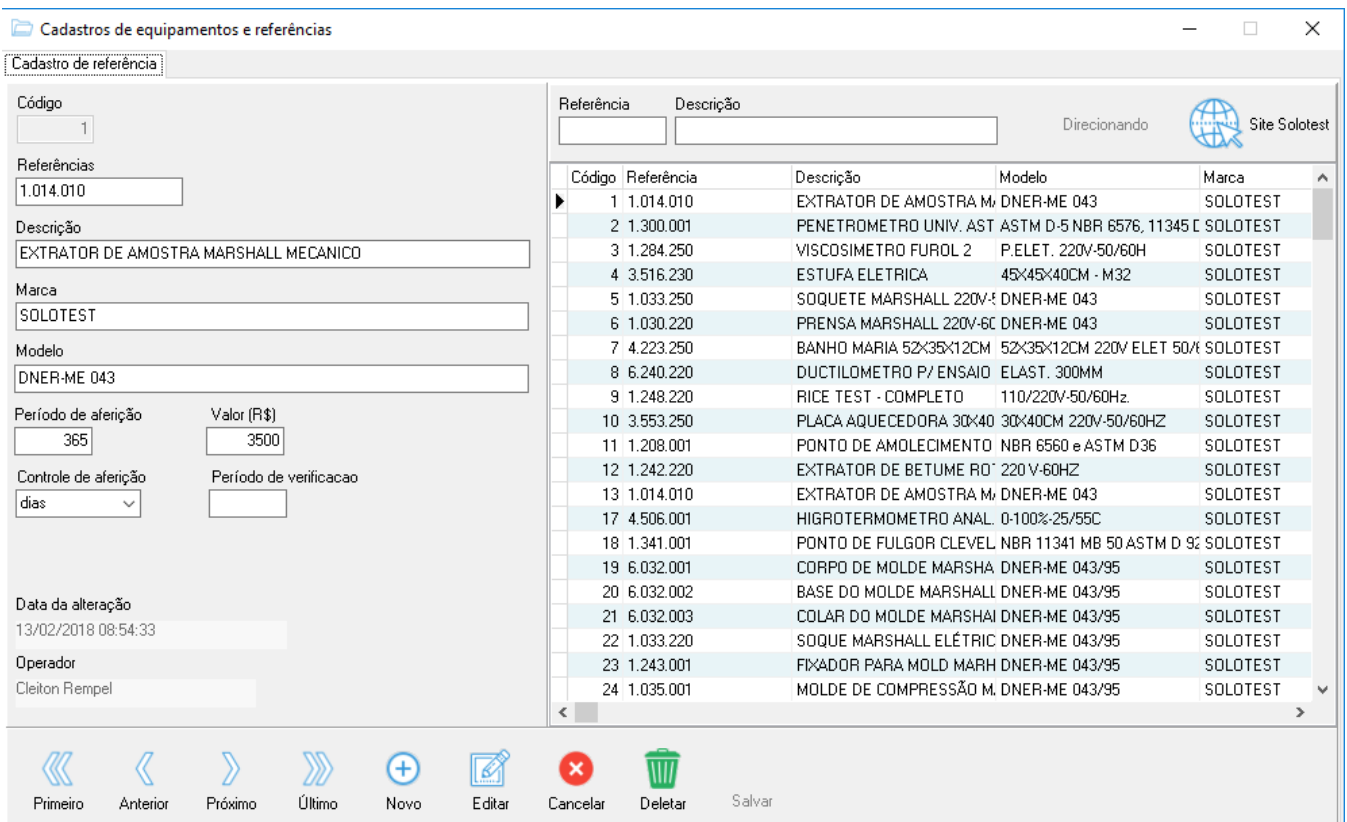 Cadastros de equipamentos e referências
Cadastro de referência
Código
1
Referências
1.014.010
Descrição
EXTRATOR DE AMOSTRA MARSHALL MECANICO
Marca
SOLOTEST
Modelo
DNER-ME 043
Período de aferição Valor (R$)
365 3500
Controle de aferição Período de verificacao
dias
Data da alteração
13/02/2018 08:54:33
Operador
Cleiton Rempel
Referência Descrição
Direcionando Site Solotest
Código Referência Descrição Modelo Marca
1 1.014.010 EXTRATOR DE AMOSTRA M DNER-ME 043 SOLOTEST
2 1.300.001 PENETROMETRO UNIV. AST ASTM D-5 NBR 6576, 11345 D SOLOTEST
3 1.284.250 VISCOSIMETRO FUROL 2 P.ELET. 220V-50/60H SOLOTEST
4 3.516.230 ESTUFA ELETRICA 45X45X40CM - M32 SOLOTEST
5 1.033.250 SOQUETE MARSHALL 220V-5 DNER-ME 043 SOLOTEST
6 1.030.220 PRENSA MARSHALL 220V-60 DNER-ME 043 SOLOTEST
7 4.223.250 BANHO MARIA 52X35X12CM 52X35X12CM 220V ELET 50/6 SOLOTEST
8 6.240.220 DUCTILOMETRO P/ ENSAIO ELAST. 300MM SOLOTEST
9 1.248.220 RICE TEST - COMPLETO 110/220V-50/60Hz. SOLOTEST
10 3.553.250 PLACA AQUECEDORA 30X40 30X40CM 220V-50/60HZ SOLOTEST
11 1.208.001 PONTO DE AMOLECIMENTO NBR 6560 e ASTM D36 SOLOTEST
12 1.242.220 EXTRATOR DE BETUME ROT 220 V-60HZ SOLOTEST
13 1.014.010 EXTRATOR DE AMOSTRA M DNER-ME 043 SOLOTEST
17 4.506.001 HIGROTERMOMETRO ANAL. 0-100%-25/55C SOLOTEST
18 1.341.001 PONTO DE FULGOR CLEVEL NBR 11341 MB 50 ASTM D 92 SOLOTEST
19 6.032.001 CORPO DE MOLDE MARSHA DNER-ME 043/95 SOLOTEST
20 6.032.002 BASE DO MOLDE MARSHALL DNER-ME 043/95 SOLOTEST
21 6.032.003 COLAR DO MOLDE MARSHAL DNER-ME 043/95 SOLOTEST
22 1.033.220 SOQUE MARSHALL ELÉTRIC DNER-ME 043/95 SOLOTEST
23 1.243.001 FIXADOR PARA MOLD MARH DNER-ME 043/95 SOLOTEST
24 1.035.001 MOLDE DE COMPRESSÃO M DNER-ME 043/95 SOLOTEST
Primeiro Anterior Próximo Último Novo Editar Cancelar Deletar Salvar